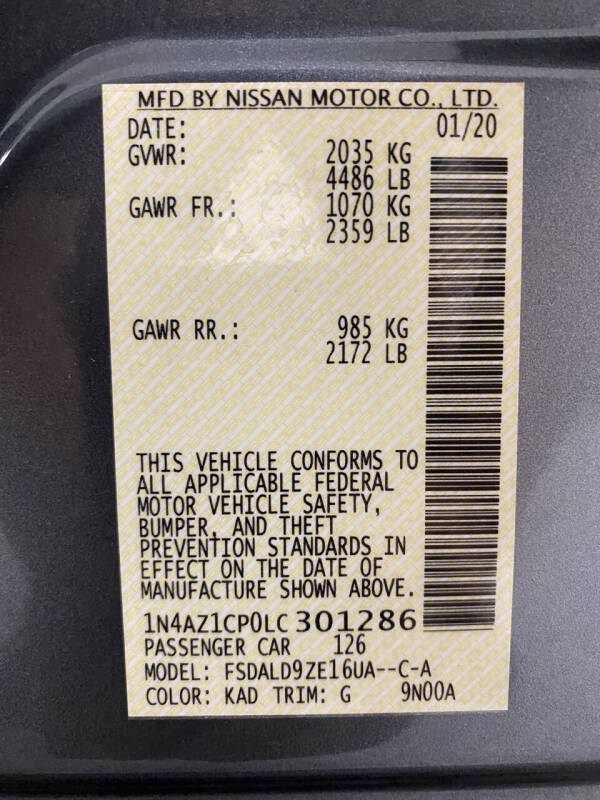 MFD BY NISSAN MOTOR CO., LTD.
DATE: 01/20
GVWR: 2035 KG
4486 LB
GAWR FR.: 1070 KG
2359 LB
GAWR RR.: 985 KG
2172 LB
THIS VEHICLE CONFORMS TO
ALL APPLICABLE FEDERAL
MOTOR VEHICLE SAFETY,
BUMPER, AND THEFT
PREVENTION STANDARDS IN
EFFECT ON THE DATE OF
MANUFACTURE SHOWN ABOVE.
1N4AZ1CP0LC301286
PASSENGER CAR 126
MODEL: FSDALD9ZE16UA--C-A
COLOR: KAD TRIM: G 9N00A